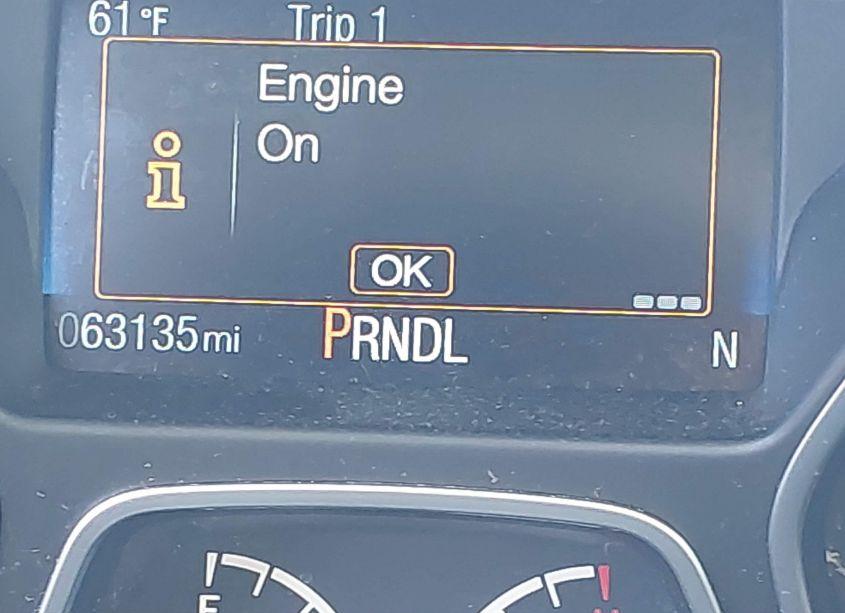 61°F Trip 1
Engine
On
OK
063135mi PRNDL N